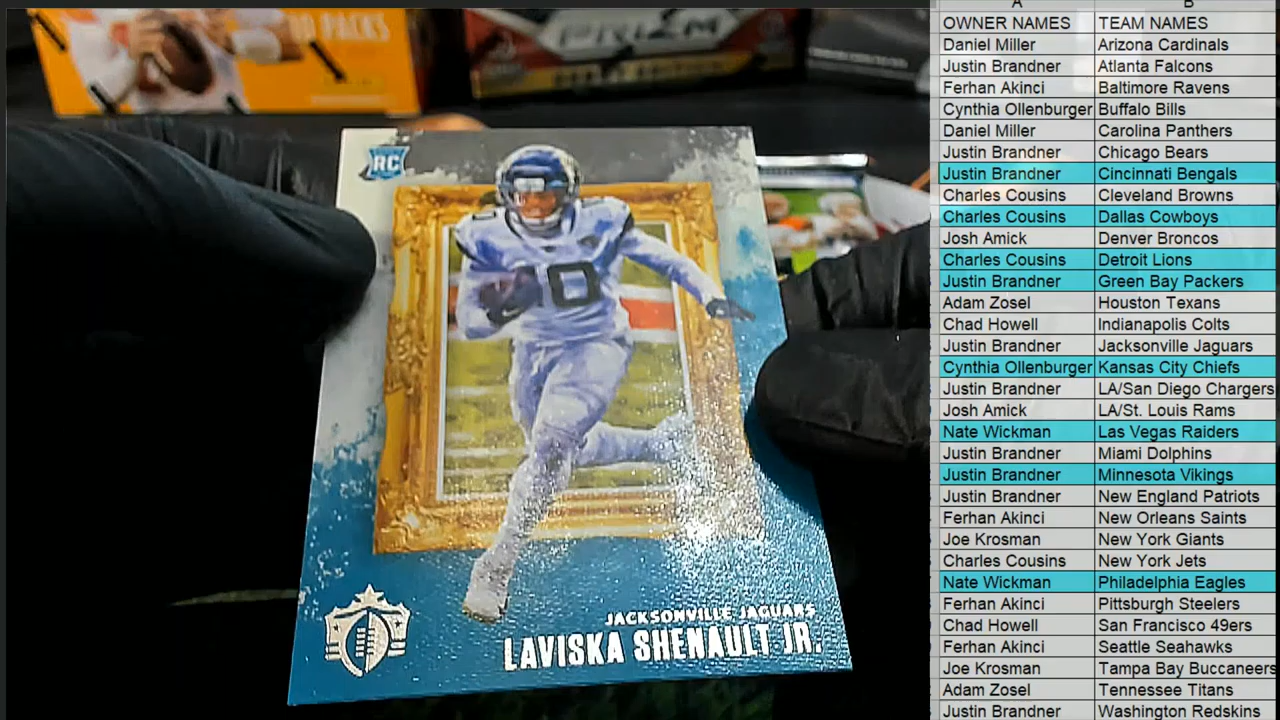 10 PACKS
PRIZM
RC
10
JACKSONVILLE JAGUARS
LAVISKA SHENAULT JR.
A B
OWNER NAMES TEAM NAMES
Daniel Miller Arizona Cardinals
Justin Brandner Atlanta Falcons
Ferhan Akinci Baltimore Ravens
Cynthia Ollenburger Buffalo Bills
Daniel Miller Carolina Panthers
Justin Brandner Chicago Bears
Justin Brandner Cincinnati Bengals
Charles Cousins Cleveland Browns
Charles Cousins Dallas Cowboys
Josh Amick Denver Broncos
Charles Cousins Detroit Lions
Justin Brandner Green Bay Packers
Adam Zosel Houston Texans
Chad Howell Indianapolis Colts
Justin Brandner Jacksonville Jaguars
Cynthia Ollenburger Kansas City Chiefs
Justin Brandner LA/San Diego Chargers
Josh Amick LA/St. Louis Rams
Nate Wickman Las Vegas Raiders
Justin Brandner Miami Dolphins
Justin Brandner Minnesota Vikings
Justin Brandner New England Patriots
Ferhan Akinci New Orleans Saints
Joe Krosman New York Giants
Charles Cousins New York Jets
Nate Wickman Philadelphia Eagles
Ferhan Akinci Pittsburgh Steelers
Chad Howell San Francisco 49ers
Ferhan Akinci Seattle Seahawks
Joe Krosman Tampa Bay Buccaneers
Adam Zosel Tennessee Titans
Justin Brandner Washington Redskins